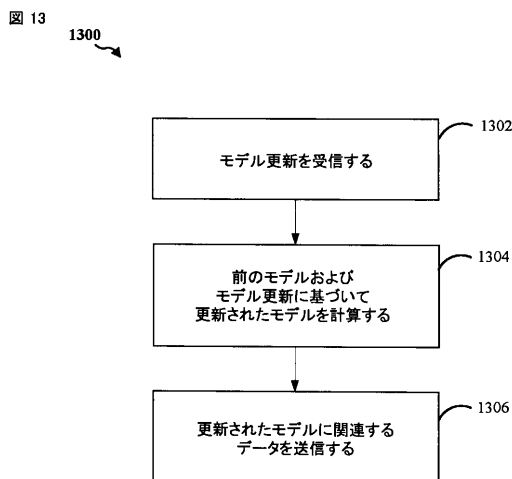 図 13
1300
1302
モデル更新を受信する
1304
前のモデルおよび
モデル更新に基づいて
更新されたモデルを計算する
1306
更新されたモデルに関連する
データを送信する